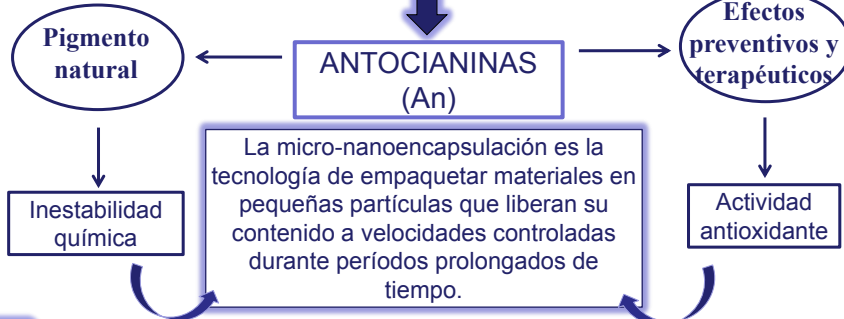 Pigmento
natural
ANTOCIANINAS
(An)
Efectos
preventivos y
terapéuticos
La micro-nanoencapsulación es la
tecnología de empaquetar materiales en
pequeñas partículas que liberan su
contenido a velocidades controladas
durante períodos prolongados de
tiempo.
Inestabilidad
química
Actividad
antioxidante